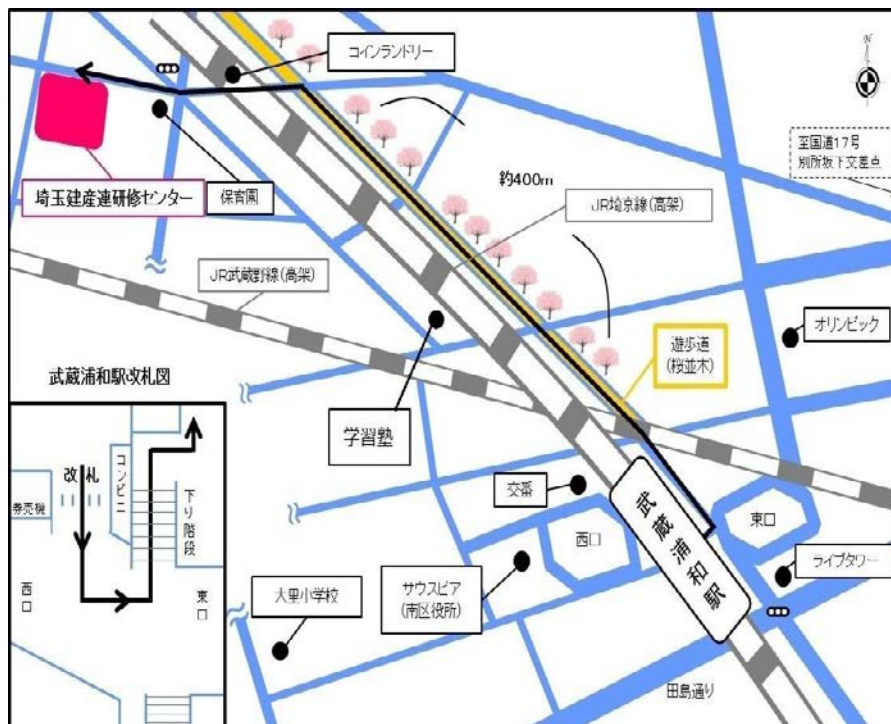 コインランドリー
N
至国道17号
別所坂下交差点
埼玉建産連研修センター
保育園
約400m
JR埼京線(高架)
JR武蔵野線(高架)
オリンピック
遊歩道
(桜並木)
武蔵浦和駅改札図
学習塾
改 札
コンビニ
券売機
下り階段
西口
東口
交番
武蔵浦和駅
西口
東口
サウスピア
(南区役所)
ライブタワー
大里小学校
田島通り